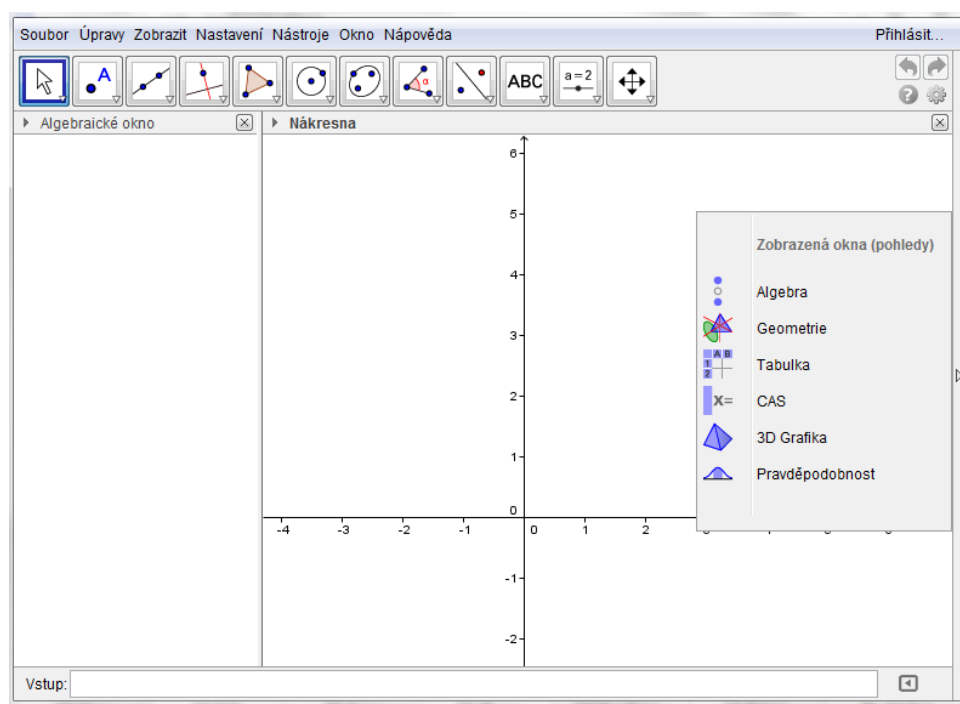 Soubor Úpravy Zobrazit Nastavení Nástroje Okno Nápověda Přihlásit...
A α ABC a=2
Algebraické okno
Nákresna
6
5
4
3
2
1
0
-4 -3 -2 -1 0 1 2
-1
-2
Zobrazená okna (pohledy)
Algebra
Geometrie
A B
1
2
Tabulka
X= CAS
3D Grafika
Pravděpodobnost
Vstup: